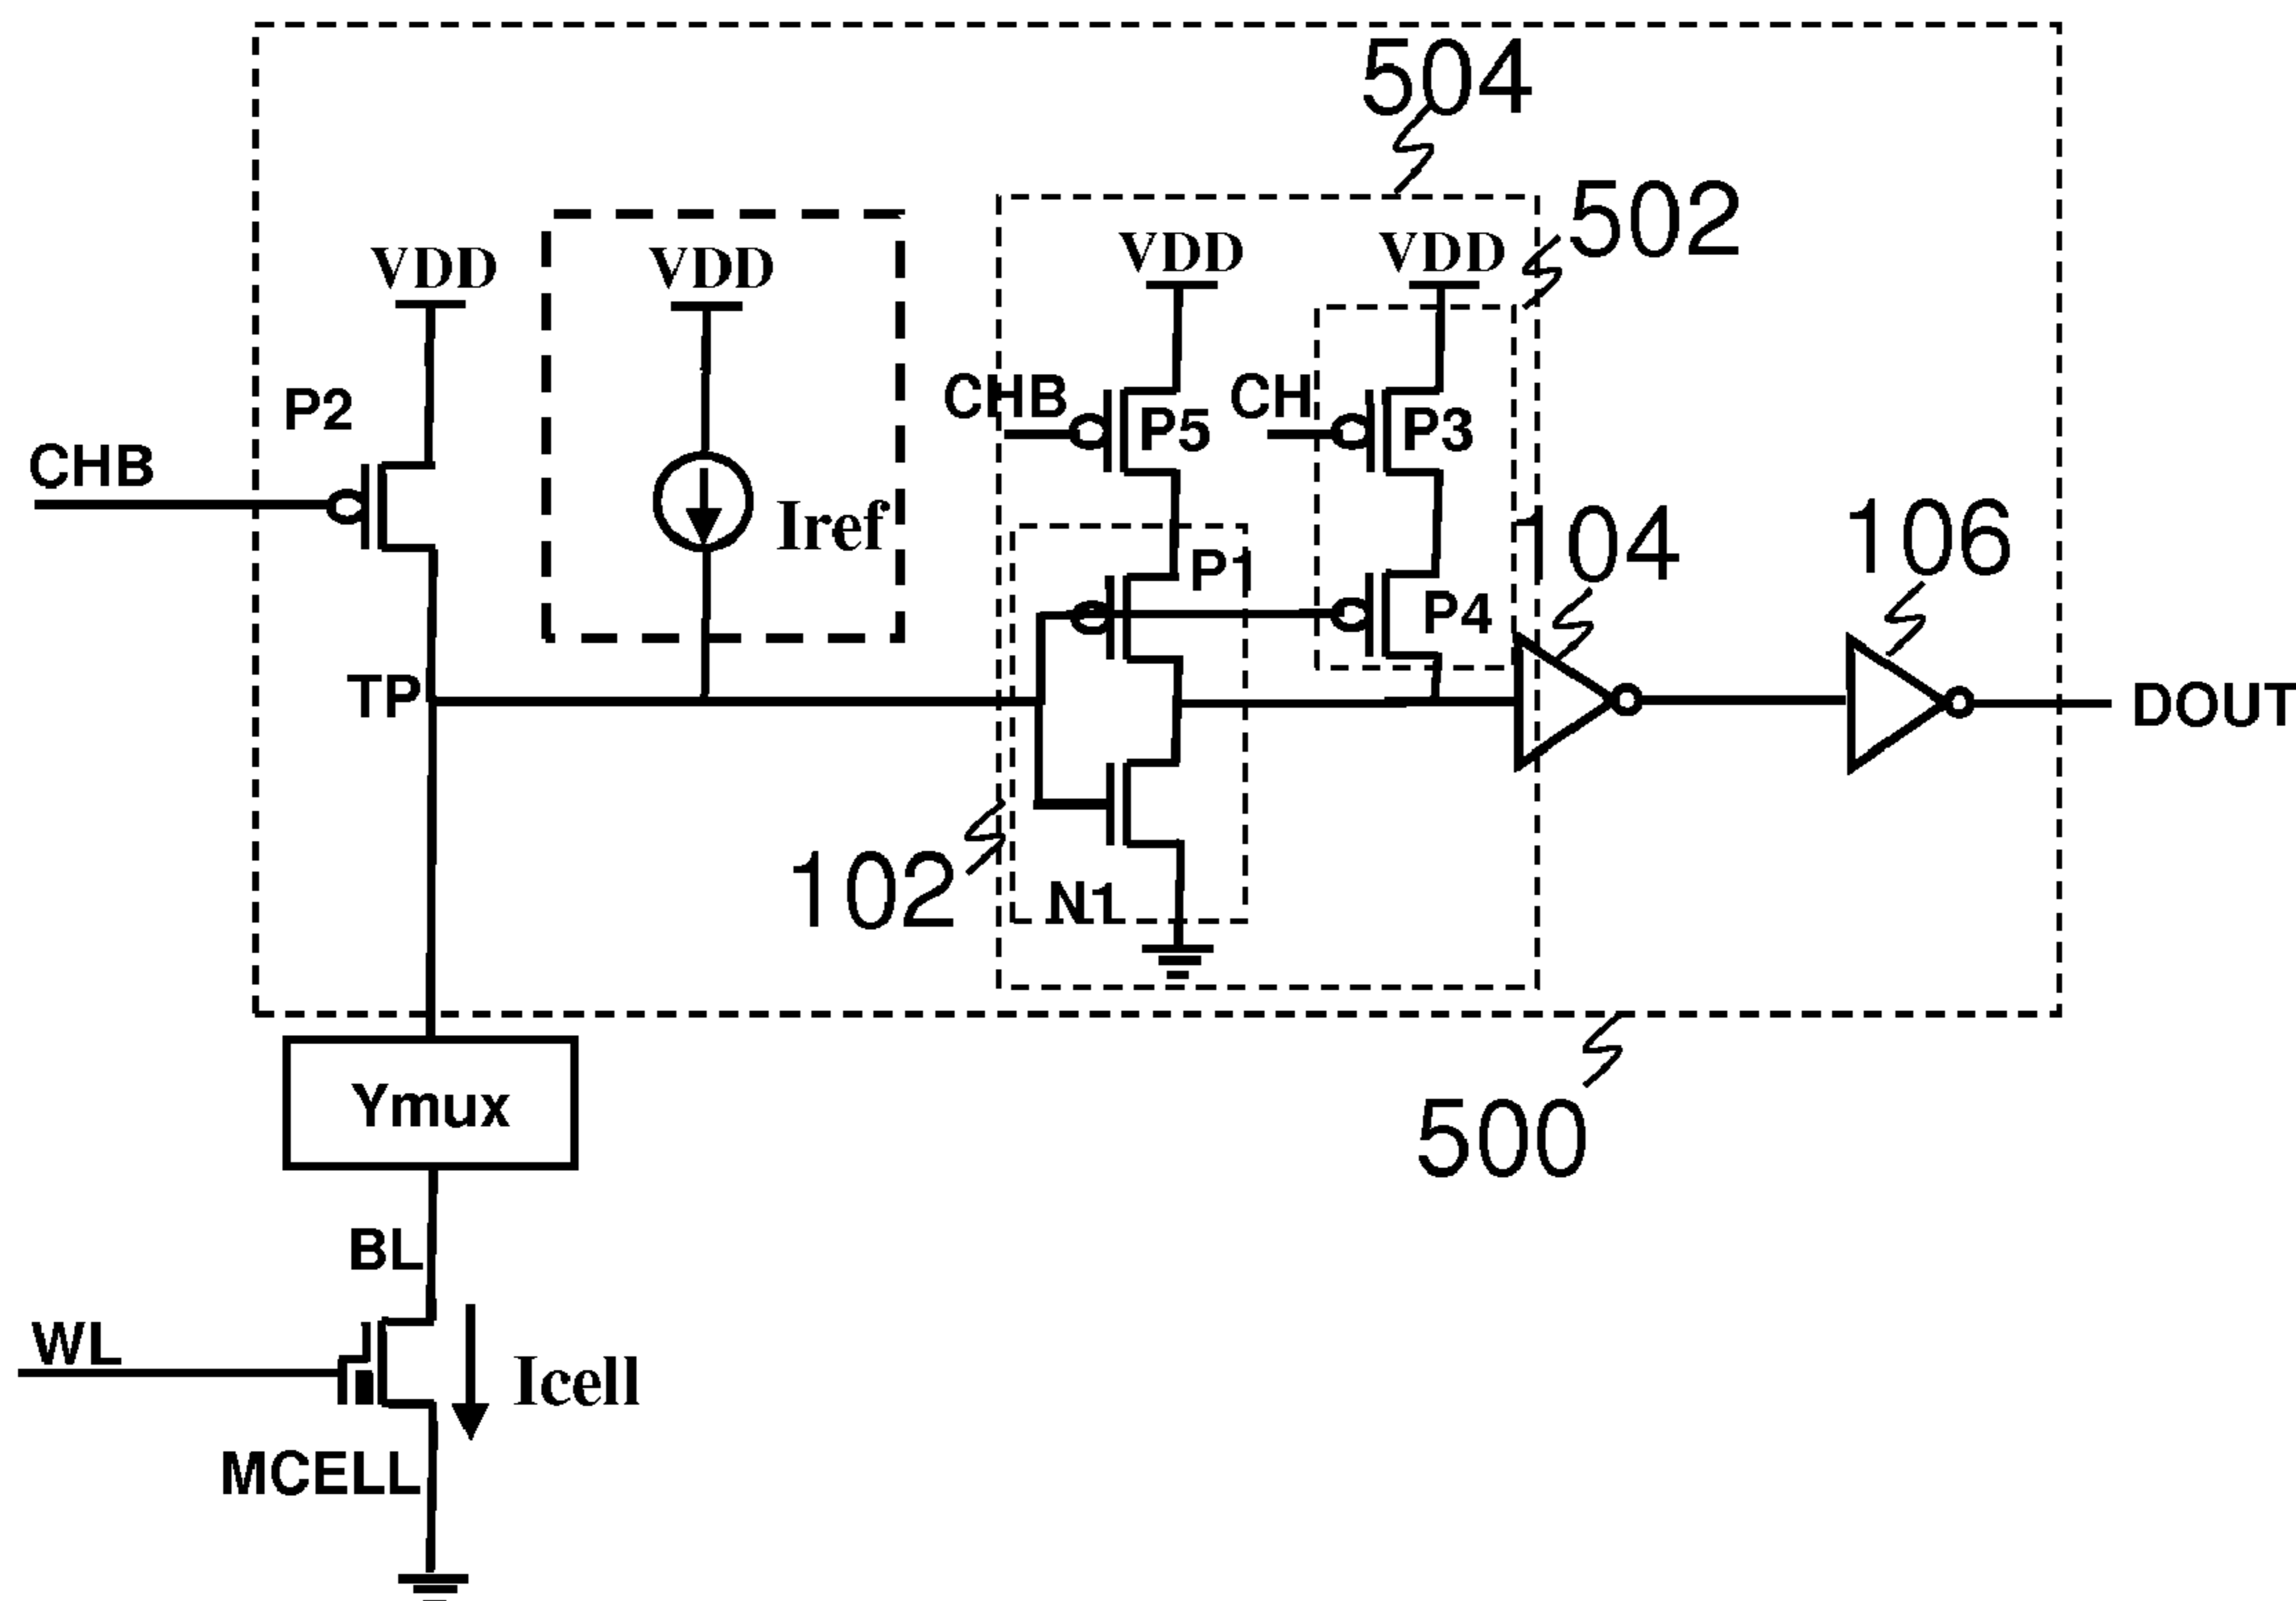 504
502
VDD
VDD
VDD
VDD
P2
CHB
P5
CH
P3
CHB
Iref
104
106
P1
P4
TP
DOUT
102
N1
Ymux
500
BL
WL
Icell
MCELL